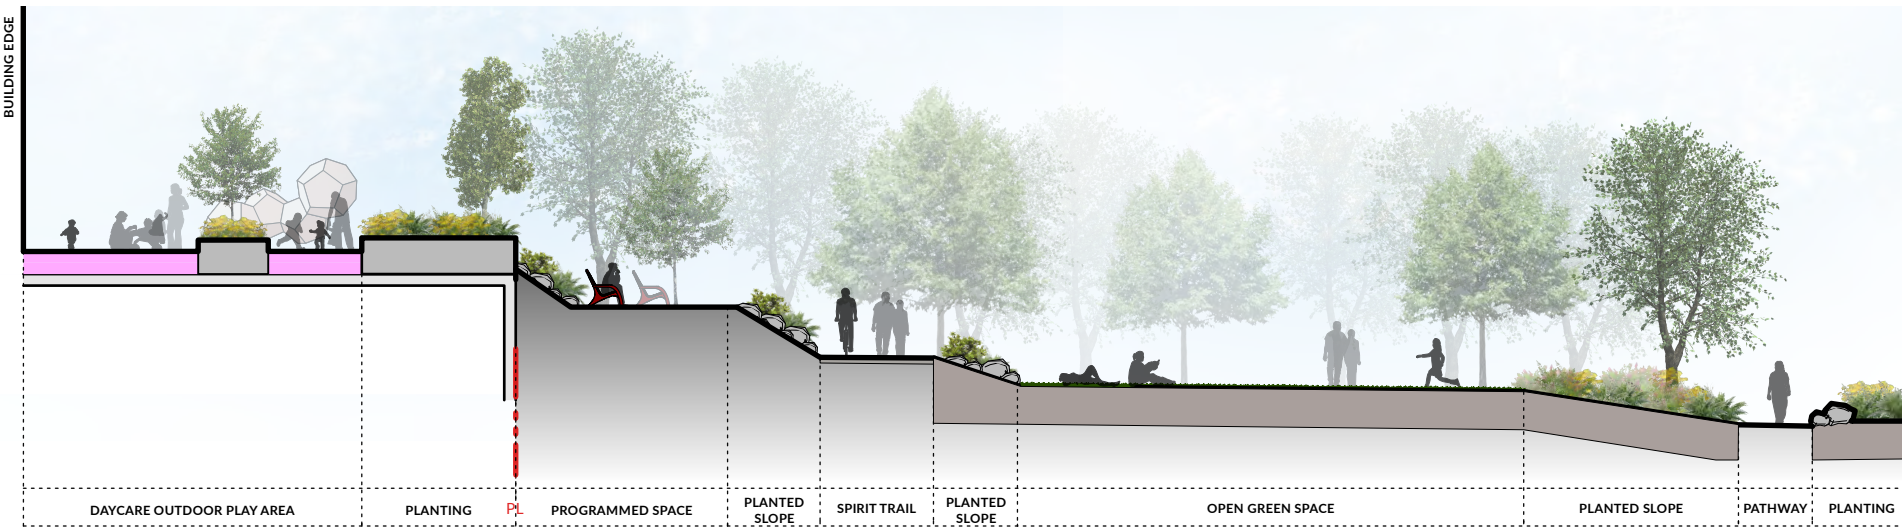 BUILDING EDGE
DAYCARE OUTDOOR PLAY AREA
PLANTING
PL
PROGRAMMED SPACE
PLANTED
SLOPE
SPIRIT TRAIL
PLANTED
SLOPE
OPEN GREEN SPACE
PLANTED SLOPE
PATHWAY
PLANTING